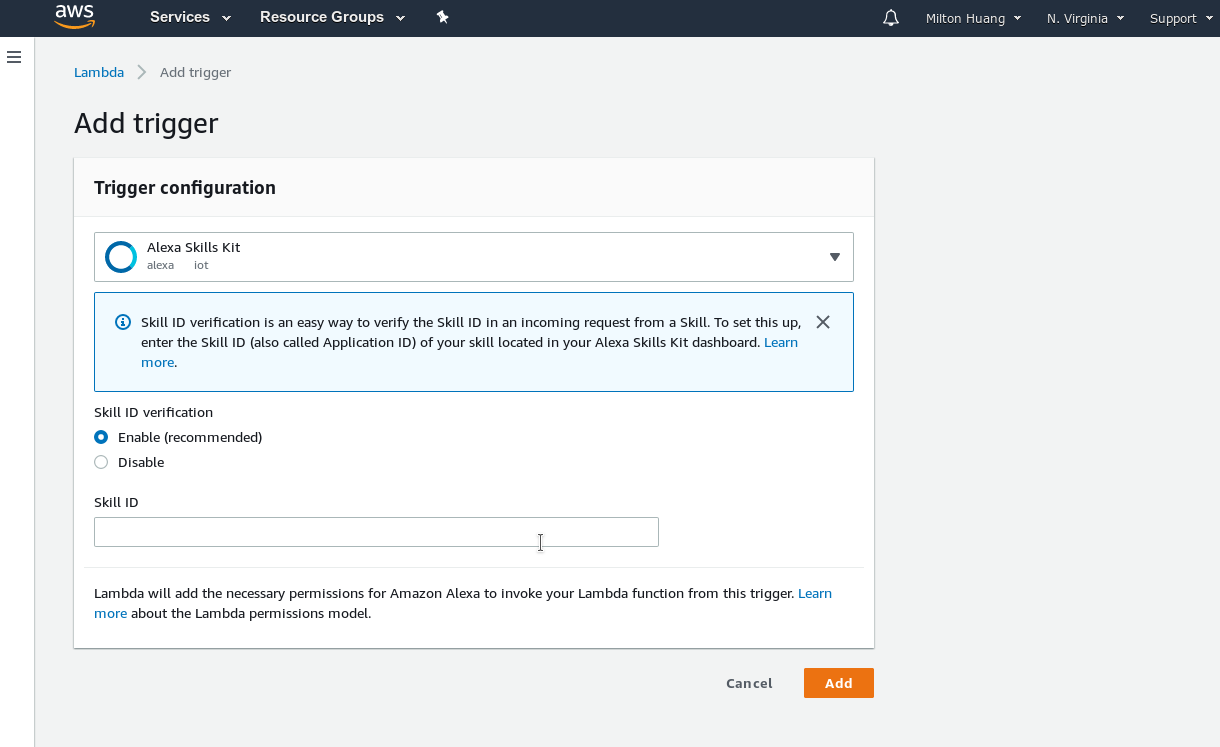 aws Services Resource Groups Milton Huang N. Virginia Support
Lambda Add trigger
Add trigger
Trigger configuration
Alexa Skills Kit
alexa iot
Skill ID verification is an easy way to verify the Skill ID in an incoming request from a Skill. To set this up,
enter the Skill ID (also called Application ID) of your skill located in your Alexa Skills Kit dashboard. Learn
more.
Skill ID verification
Enable (recommended)
Disable
Skill ID
Lambda will add the necessary permissions for Amazon Alexa to invoke your Lambda function from this trigger. Learn
more about the Lambda permissions model.
Cancel Add